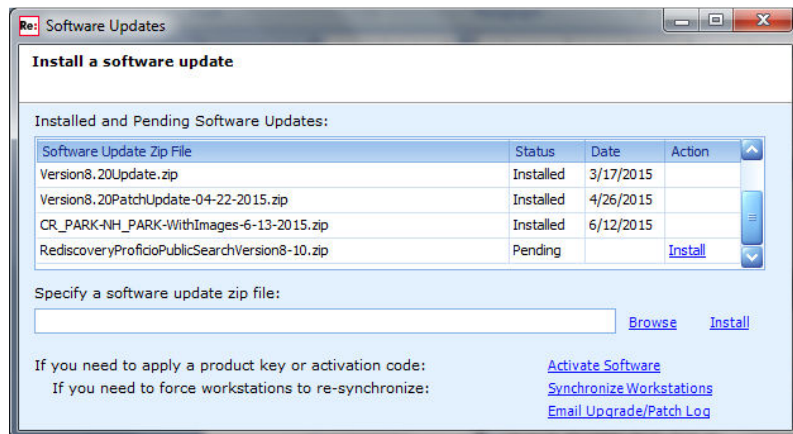 Re: Software Updates
Install a software update
Installed and Pending Software Updates:
Software Update Zip File Status Date Action
Version8.20Update.zip Installed 3/17/2015
Version8.20PatchUpdate-04-22-2015.zip Installed 4/26/2015
CR_PARK-NH_PARK-WithImages-6-13-2015.zip Installed 6/12/2015
RediscoveryProficioPublicSearchVersion8-10.zip Pending Install
Specify a software update zip file:
Browse Install
If you need to apply a product key or activation code: Activate Software
If you need to force workstations to re-synchronize: Synchronize Workstations
Email Upgrade/Patch Log